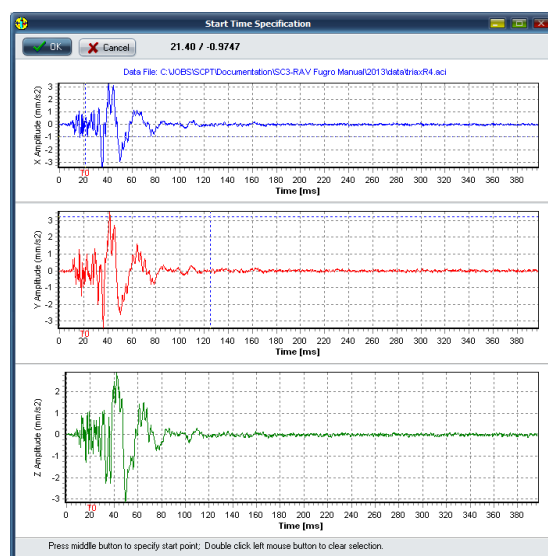 Start Time Specification
OK Cancel 21.40 / -0.9747
Data File: C:\JOBS\SCPT\Documentation\SC3-RAV Fugro Manual\2013\data\triaxR4.aci
X Amplitude (mm/s2)
3
2
1
0
-1
-2
-3
0 20 40 60 80 100 120 140 160 180 200 220 240 260 280 300 320 340 360 380
T0
Time [ms]
Y Amplitude (mm/s2)
3
2
1
0
-1
-2
-3
0 20 40 60 80 100 120 140 160 180 200 220 240 260 280 300 320 340 360 380
T0
Time [ms]
Z Amplitude (mm/s2)
2
1
0
-1
-2
-3
0 20 40 60 80 100 120 140 160 180 200 220 240 260 280 300 320 340 360 380
T0
Time [ms]
Press middle button to specify start point; Double click left mouse button to clear selection.